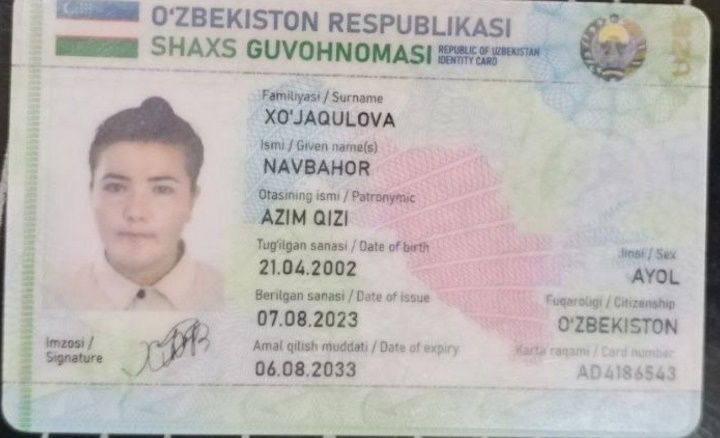 O‘ZBEKISTON RESPUBLIKASI
SHAXS GUVOHNOMASI REPUBLIC OF UZBEKISTAN
IDENTITY CARD
UZB
Familiyasi / Surname
XO‘JAQULOVA
Ismi / Given name(s)
NAVBAHOR
Otasining ismi / Patronymic
AZIM QIZI
Tug‘ilgan sanasi / Date of birth
21.04.2002
Jinsi / Sex
AYOL
Berilgan sanasi / Date of issue
07.08.2023
Fuqaroligi / Citizenship
O‘ZBEKISTON
Imzosi /
Signature
Amal qilish muddati / Date of expiry
06.08.2033
Karta raqami / Card number
AD4186543